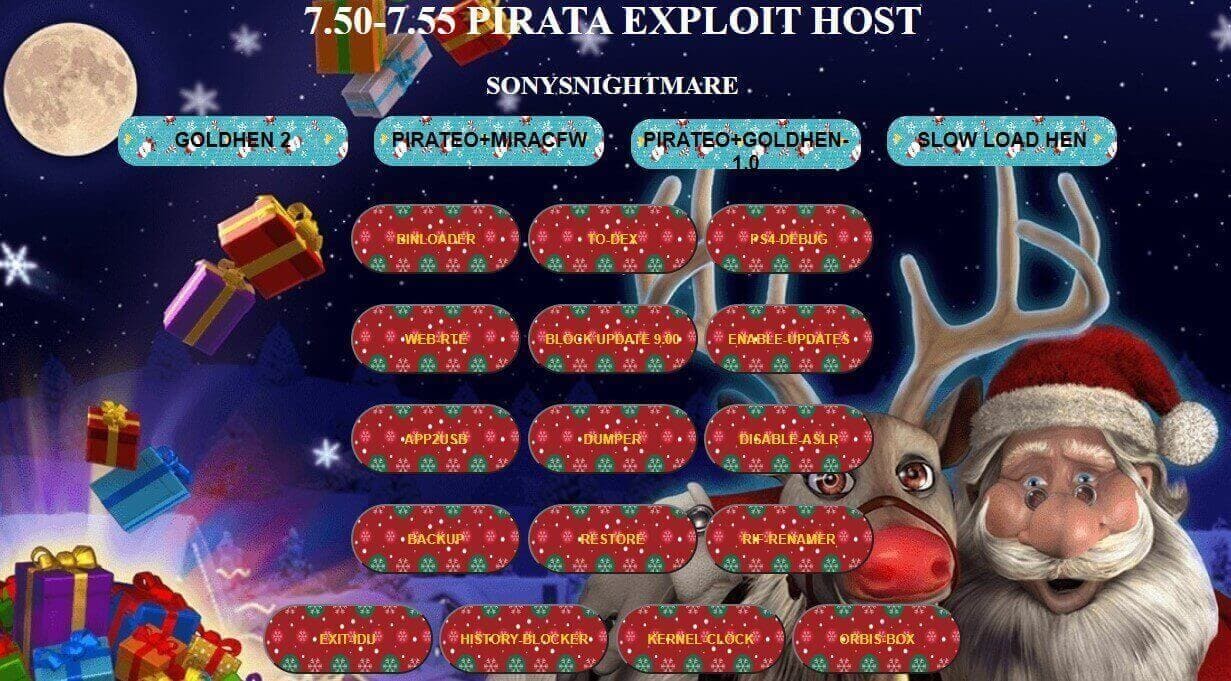 7.50-7.55 PIRATA EXPLOIT HOST
SONYSNIGHTMARE
GOLDHEN 2
PIRATEO+MIRACFW
PIRATEO+GOLDHEN-
1.0
SLOW LOAD HEN
BINLOADER
TO-DEX
PS4-DEBUG
WEB-RTE
BLOCK UPDATE 9.00
ENABLE-UPDATES
APP2USB
DUMPER
DISABLE-ASLR
BACKUP
RESTORE
RIF-RENAMER
EXIT-IDU
HISTORY-BLOCKER
KERNEL-CLOCK
ORBIS-BOX